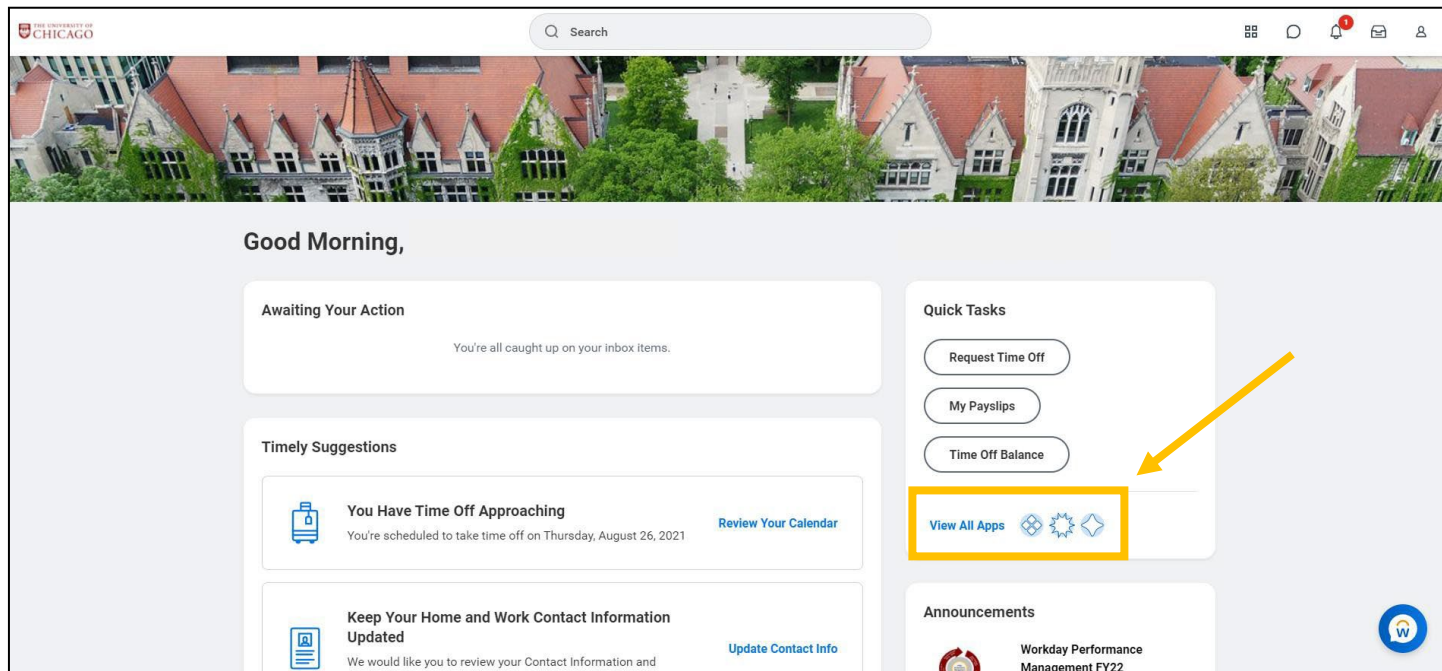 THE UNIVERSITY OF
CHICAGO
Search
1
Good Morning,
Awaiting Your Action
You're all caught up on your inbox items.
Timely Suggestions
You Have Time Off Approaching
You're scheduled to take time off on Thursday, August 26, 2021
Review Your Calendar
Keep Your Home and Work Contact Information
Updated
We would like you to review your Contact Information and
Update Contact Info
Quick Tasks
Request Time Off
My Payslips
Time Off Balance
View All Apps
Announcements
Workday Performance
Management FY22
W